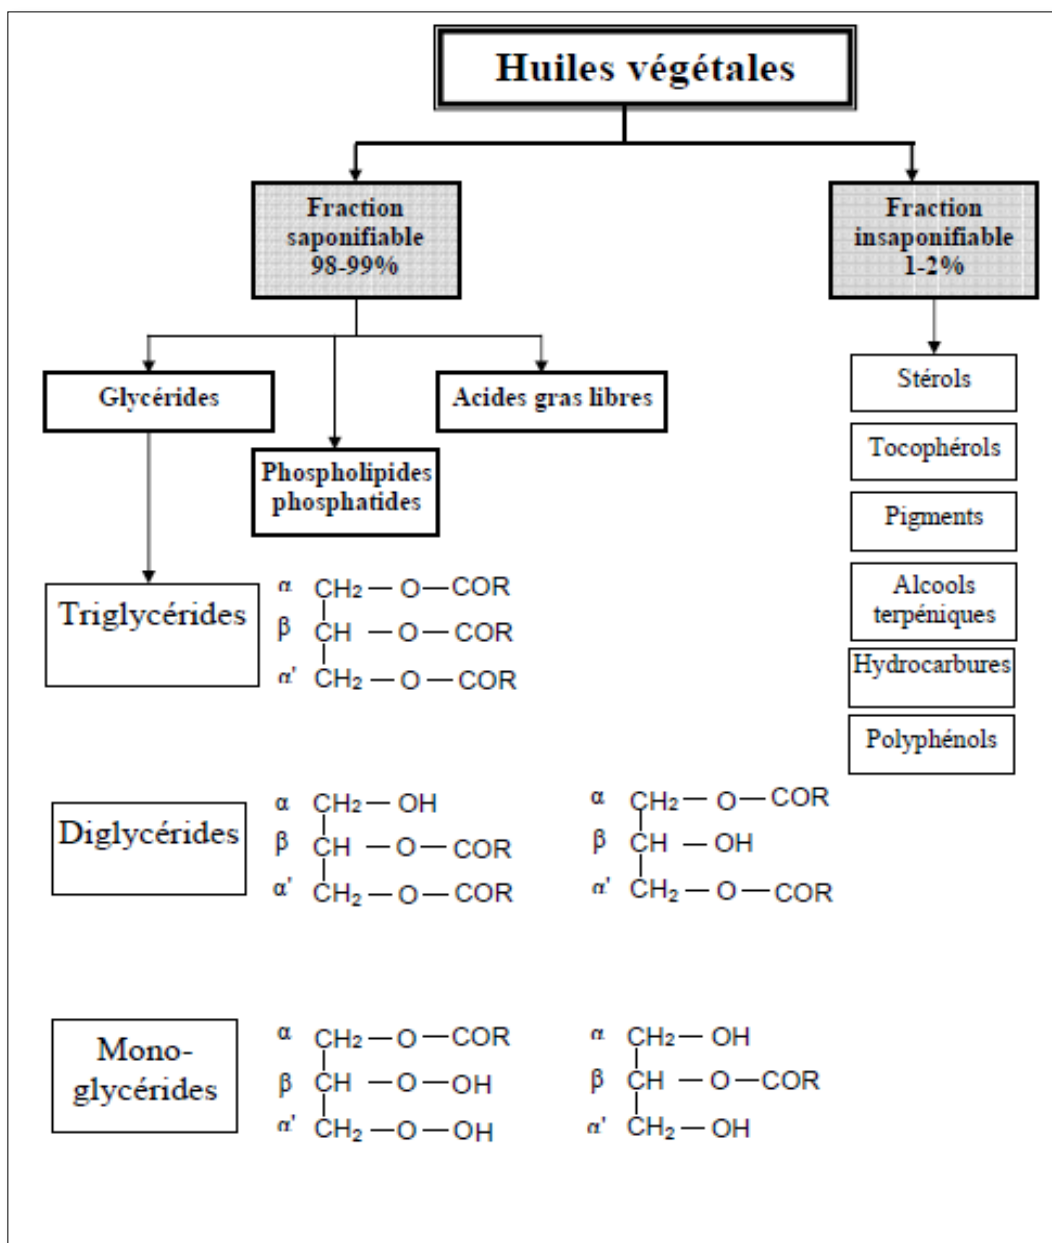 Huiles végétales
Fraction
saponifiable
98-99%
Fraction
insaponifiable
1-2%
Glycérides
Acides gras libres
Phospholipides
phosphatides
Stérols
Tocophérols
Pigments
Alcools
terpéniques
Hydrocarbures
Polyphénols
Triglycérides
α CH2 — O — COR
β CH — O — COR
α' CH2 — O — COR
Diglycérides
α CH2 — OH
β CH — O — COR
α' CH2 — O — COR
α CH2 — O — COR
β CH — OH
α' CH2 — O — COR
Mono-
glycérides
α CH2 — O — COR
β CH — O — OH
α' CH2 — O — OH
α CH2 — OH
β CH — O — COR
α' CH2 — OH